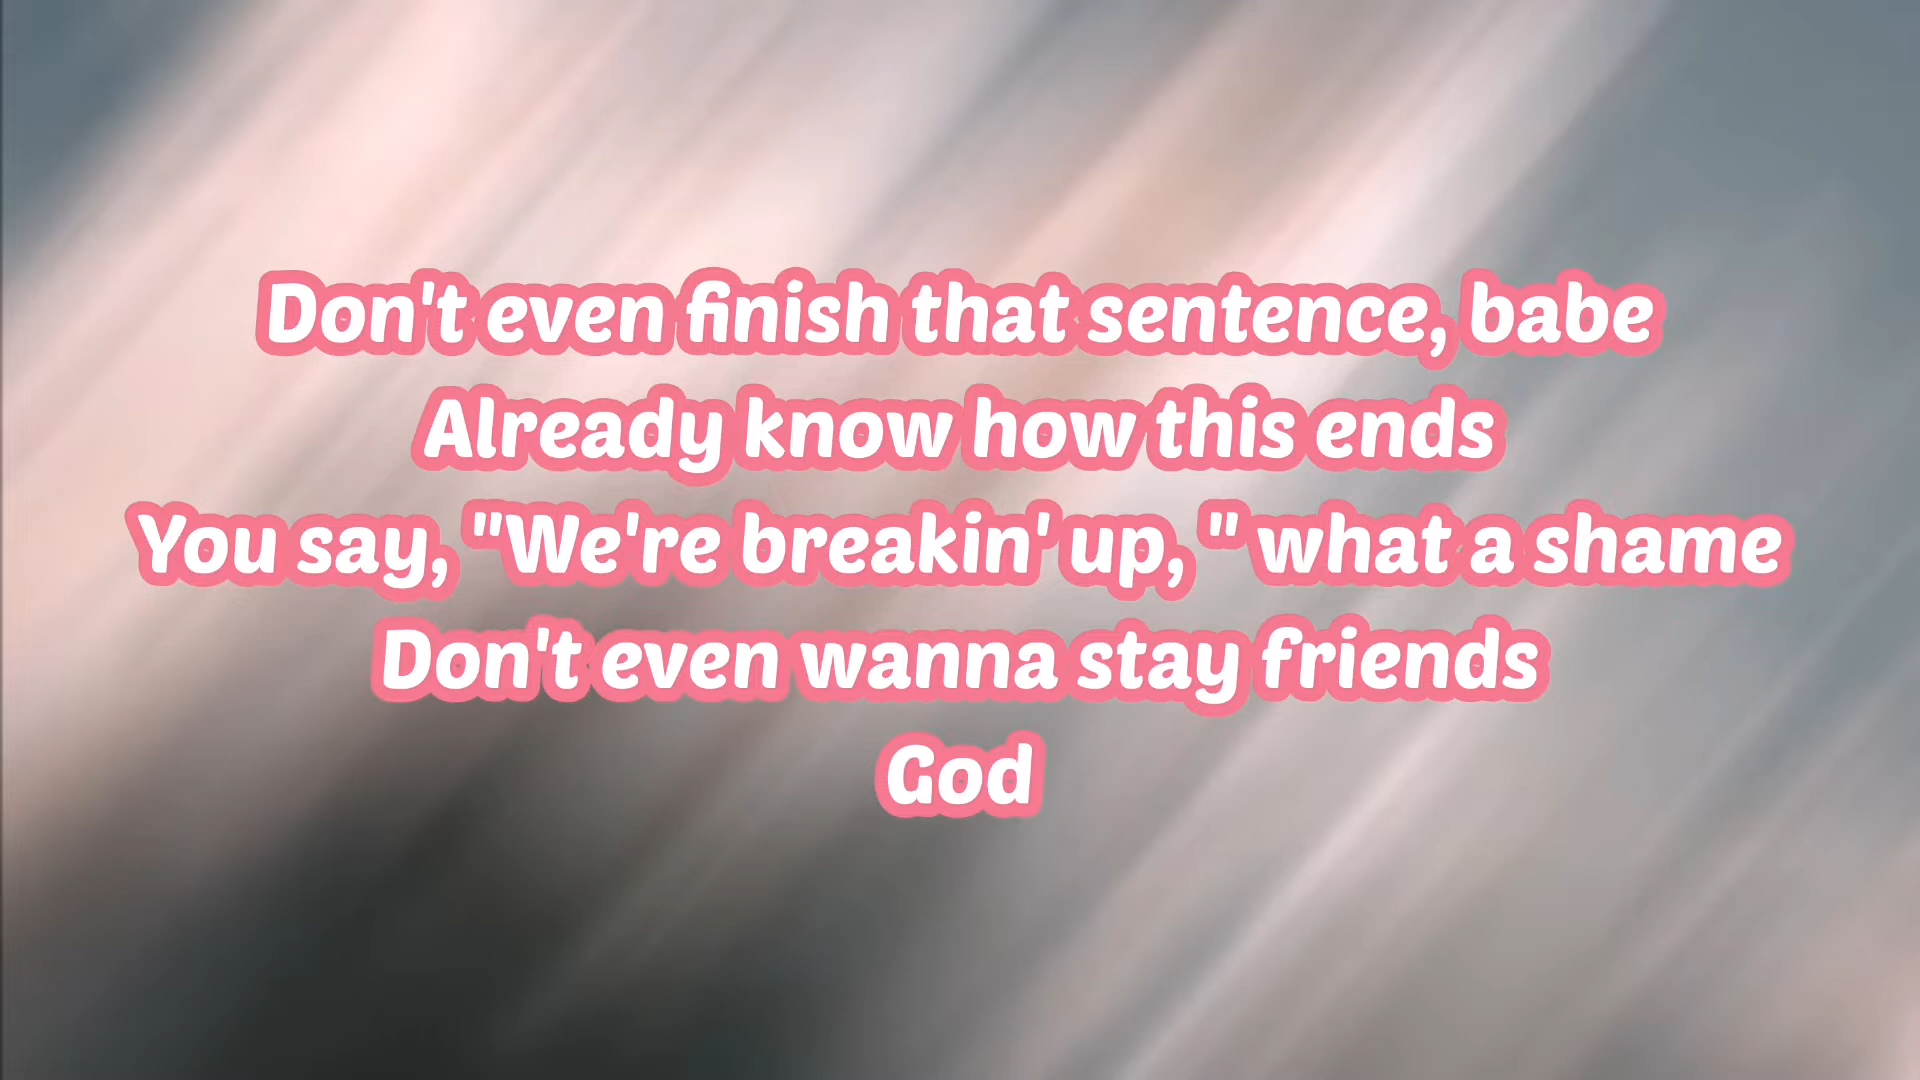 Don't even finish that sentence, babe
Already know how this ends
You say, "We're breakin' up, " what a shame
Don't even wanna stay friends
God